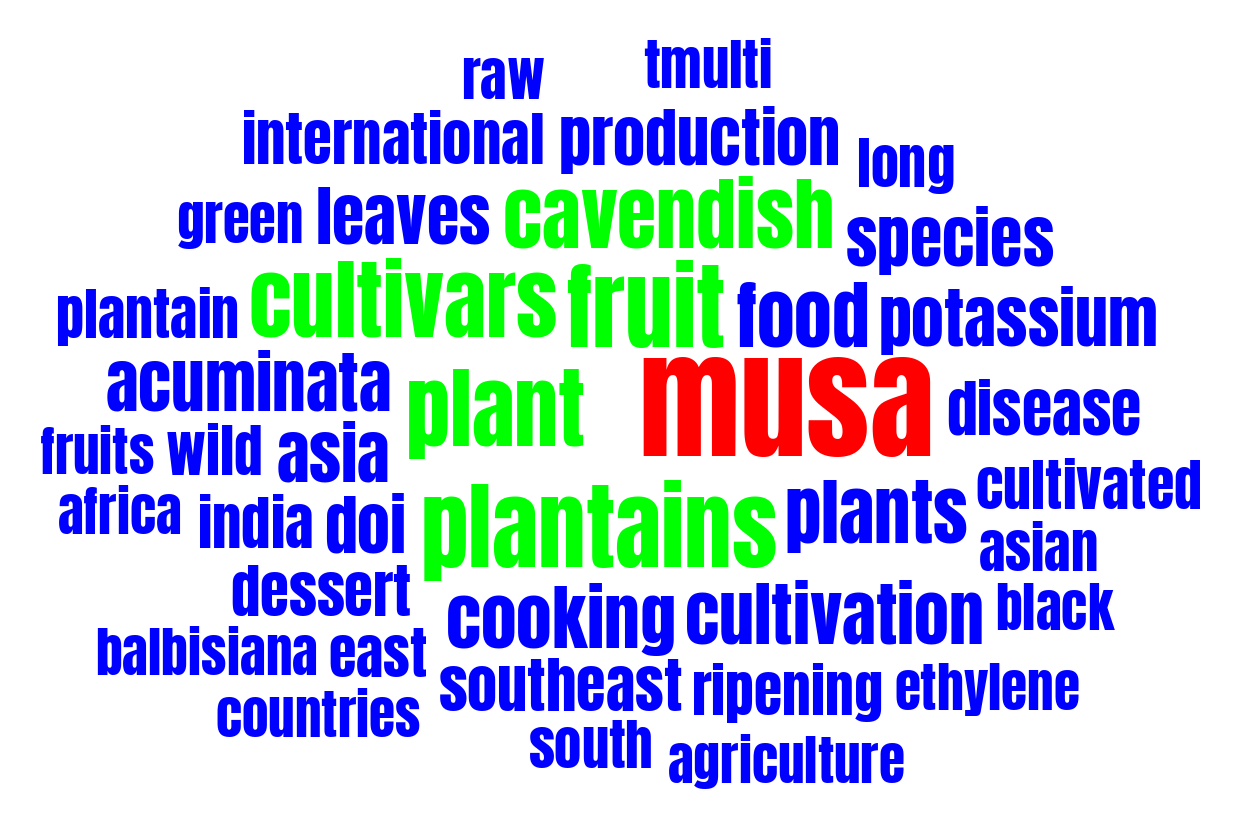 raw tmulti
international production long
green leaves cavendish species
plantain cultivars fruit food potassium
acuminata plant musa disease
fruits wild asia cultivated
africa india doi plantains plants asian
dessert cooking cultivation black
balbisiana east southeast ripening ethylene
countries south agriculture